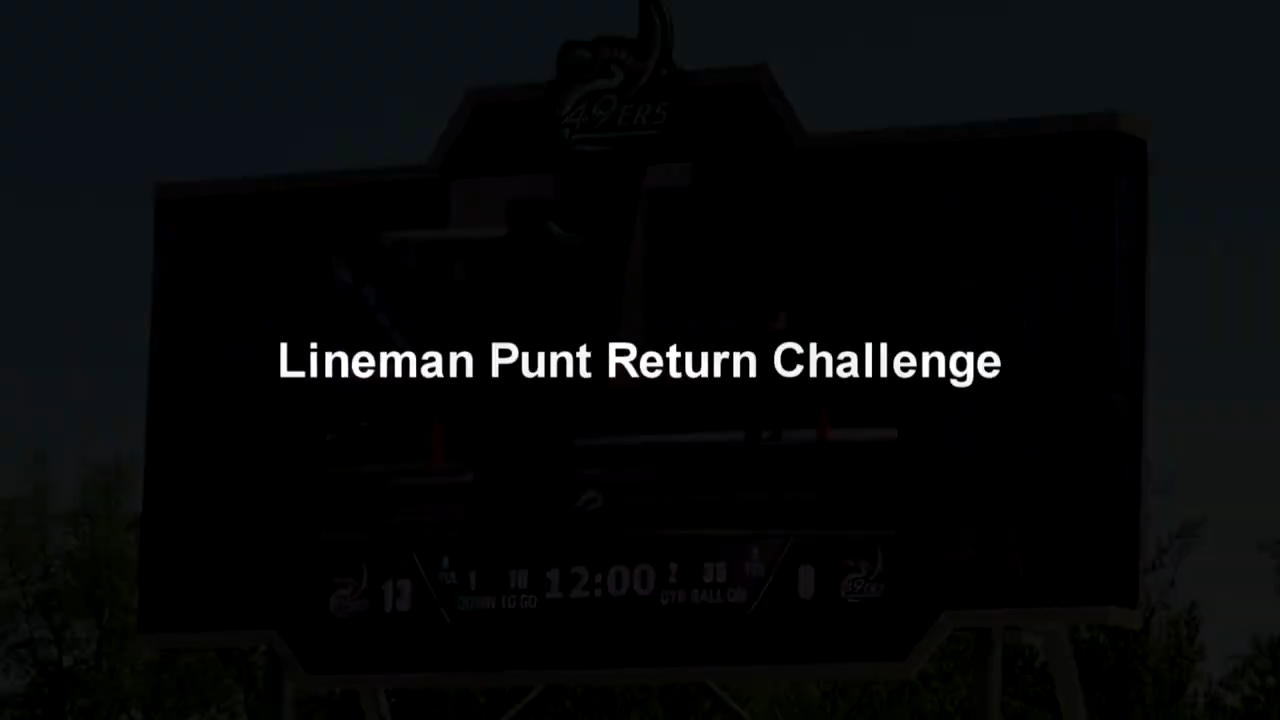 49ERS
Lineman Punt Return Challenge
13 1 10 12:00 2 35 0
DOWN TO GO QTR BALL ON
49ERS